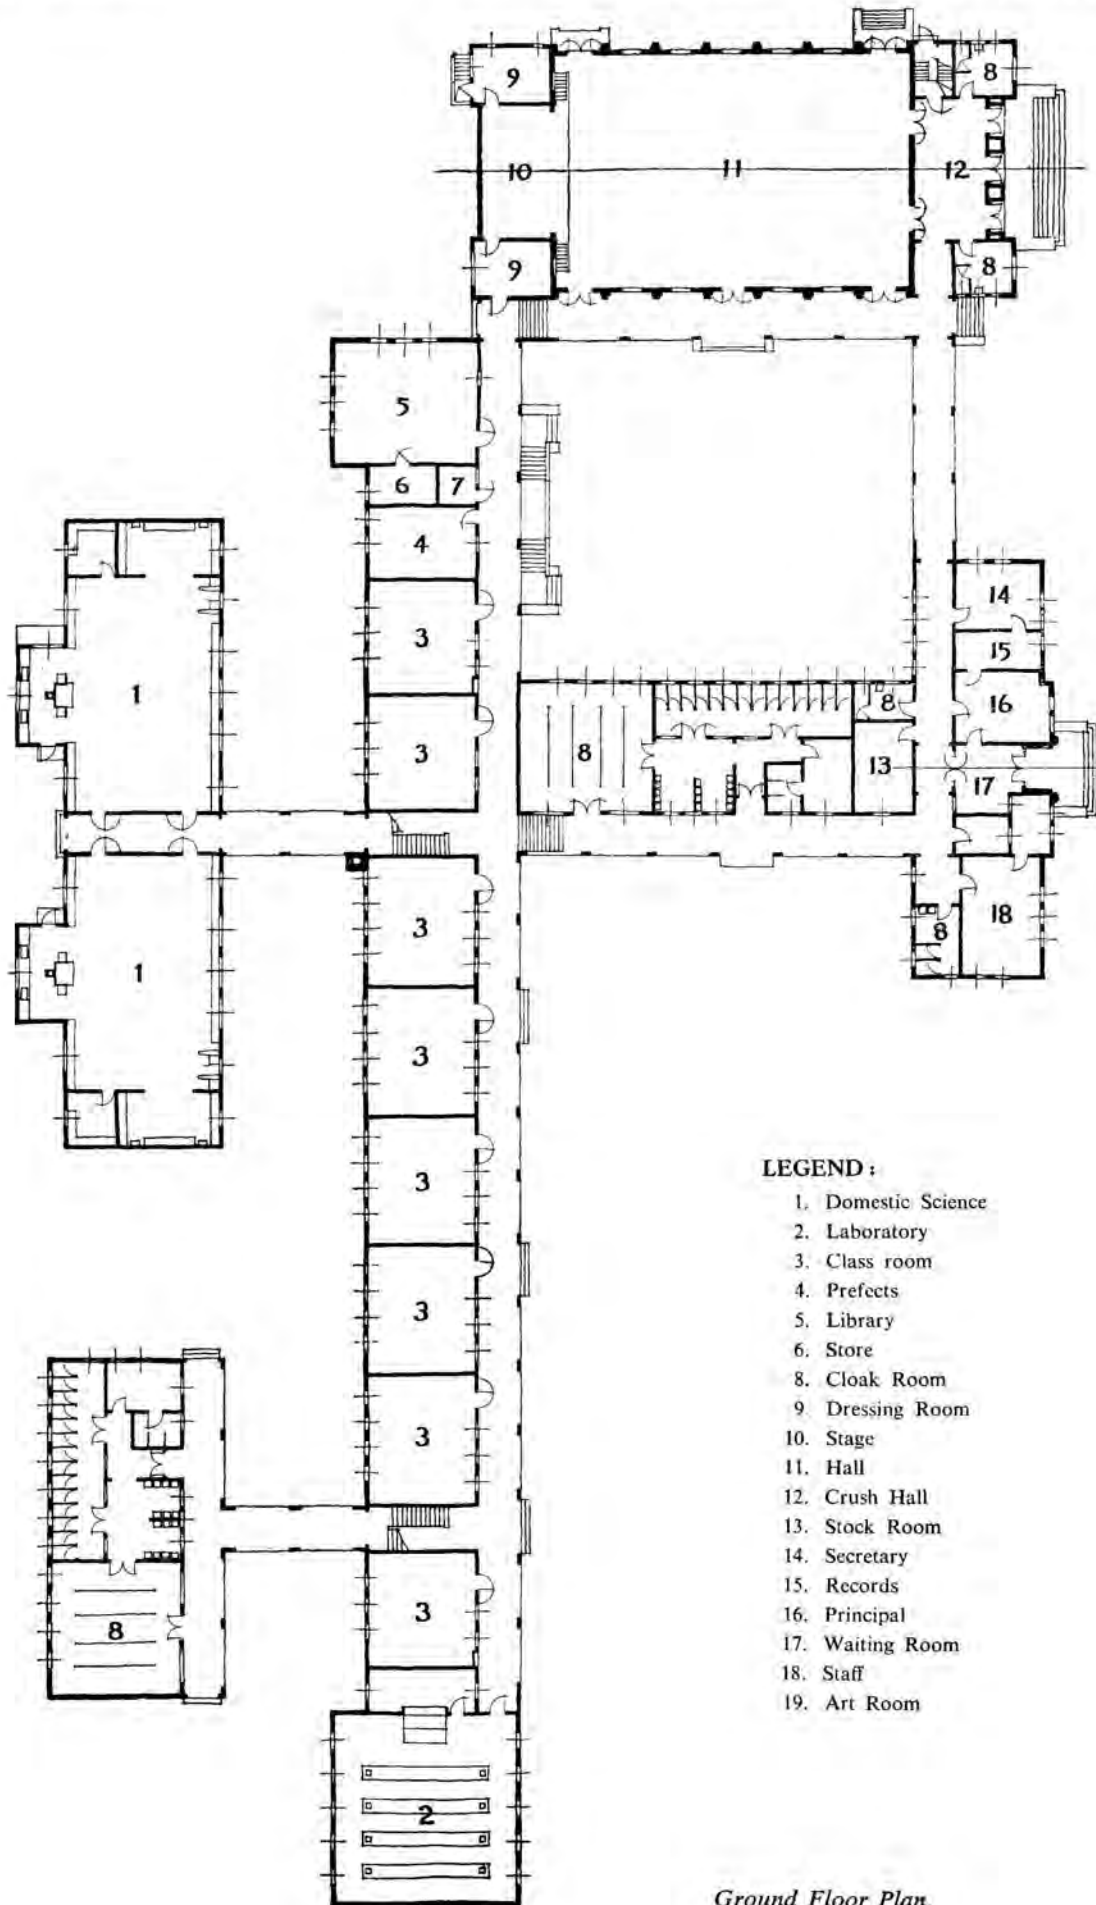 9
8
10
11
12
9
8
5
6
7
4
14
3
15
1
16
8
3
8
13
17
3
18
8
1
3
3
LEGEND :
1. Domestic Science
2. Laboratory
3. Class room
4. Prefects
5. Library
6. Store
8. Cloak Room
9. Dressing Room
10. Stage
11. Hall
12. Crush Hall
13. Stock Room
14. Secretary
15. Records
16. Principal
17. Waiting Room
18. Staff
19. Art Room
3
3
3
8
2
Ground Floor Plan.